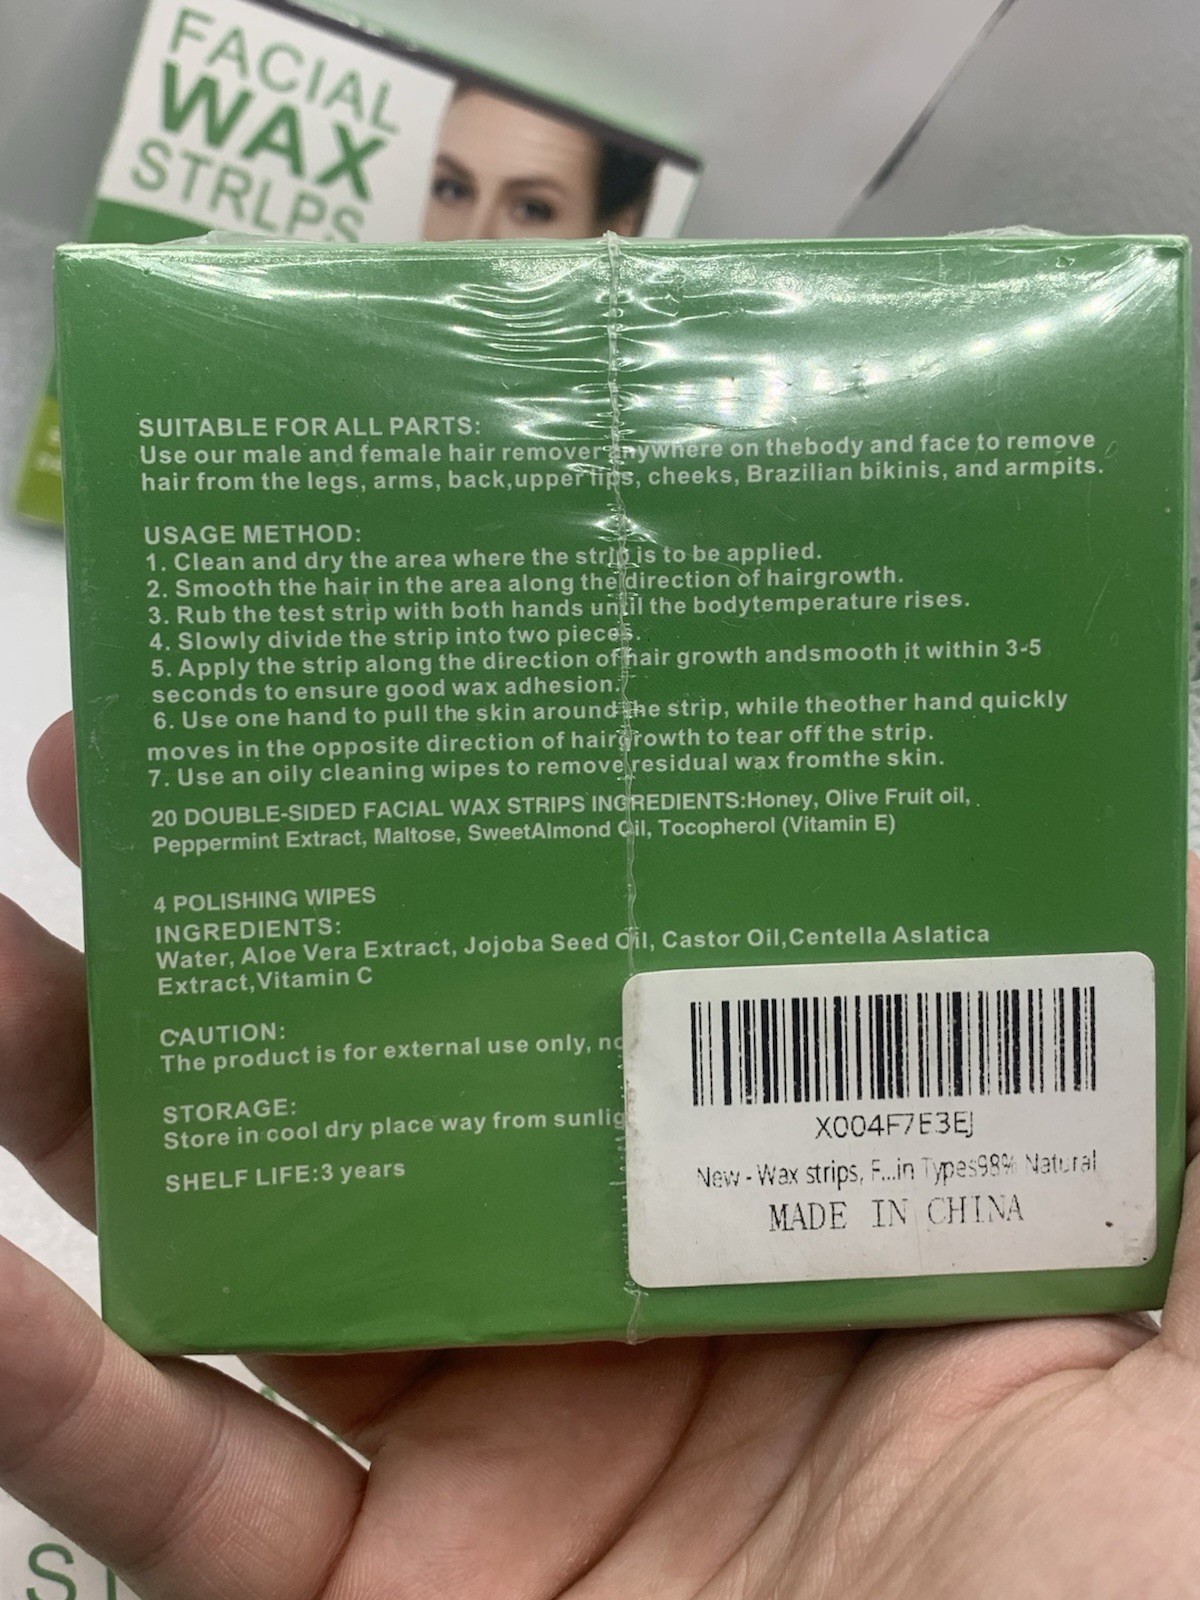 FACIAL
WAX
STRLPS
SUITABLE FOR ALL PARTS:
Use our male and female hair remover anywhere on thebody and face to remove
hair from the legs, arms, back,upper lips, cheeks, Brazilian bikinis, and armpits.
USAGE METHOD:
1. Clean and dry the area where the strip is to be applied.
2. Smooth the hair in the area along the direction of hairgrowth.
3. Rub the test strip with both hands until the bodytemperature rises.
4. Slowly divide the strip into two pieces.
5. Apply the strip along the direction of hair growth andsmooth it within 3-5
seconds to ensure good wax adhesion.
6. Use one hand to pull the skin around the strip, while theother hand quickly
moves in the opposite direction of hairgrowth to tear off the strip.
7. Use an oily cleaning wipes to remove residual wax fromthe skin.
20 DOUBLE-SIDED FACIAL WAX STRIPS INGREDIENTS:Honey, Olive Fruit oil,
Peppermint Extract, Maltose, SweetAlmond Oil, Tocopherol (Vitamin E)
4 POLISHING WIPES
INGREDIENTS:
Water, Aloe Vera Extract, Jojoba Seed Oil, Castor Oil,Centella Aslatica
Extract,Vitamin C
CAUTION:
The product is for external use only,
STORAGE:
Store in cool dry place way from
SHELF LIFE:3 years
X004F7E3EJ
New - Wax strips, F...in Types98% Natural
MADE IN CHINA